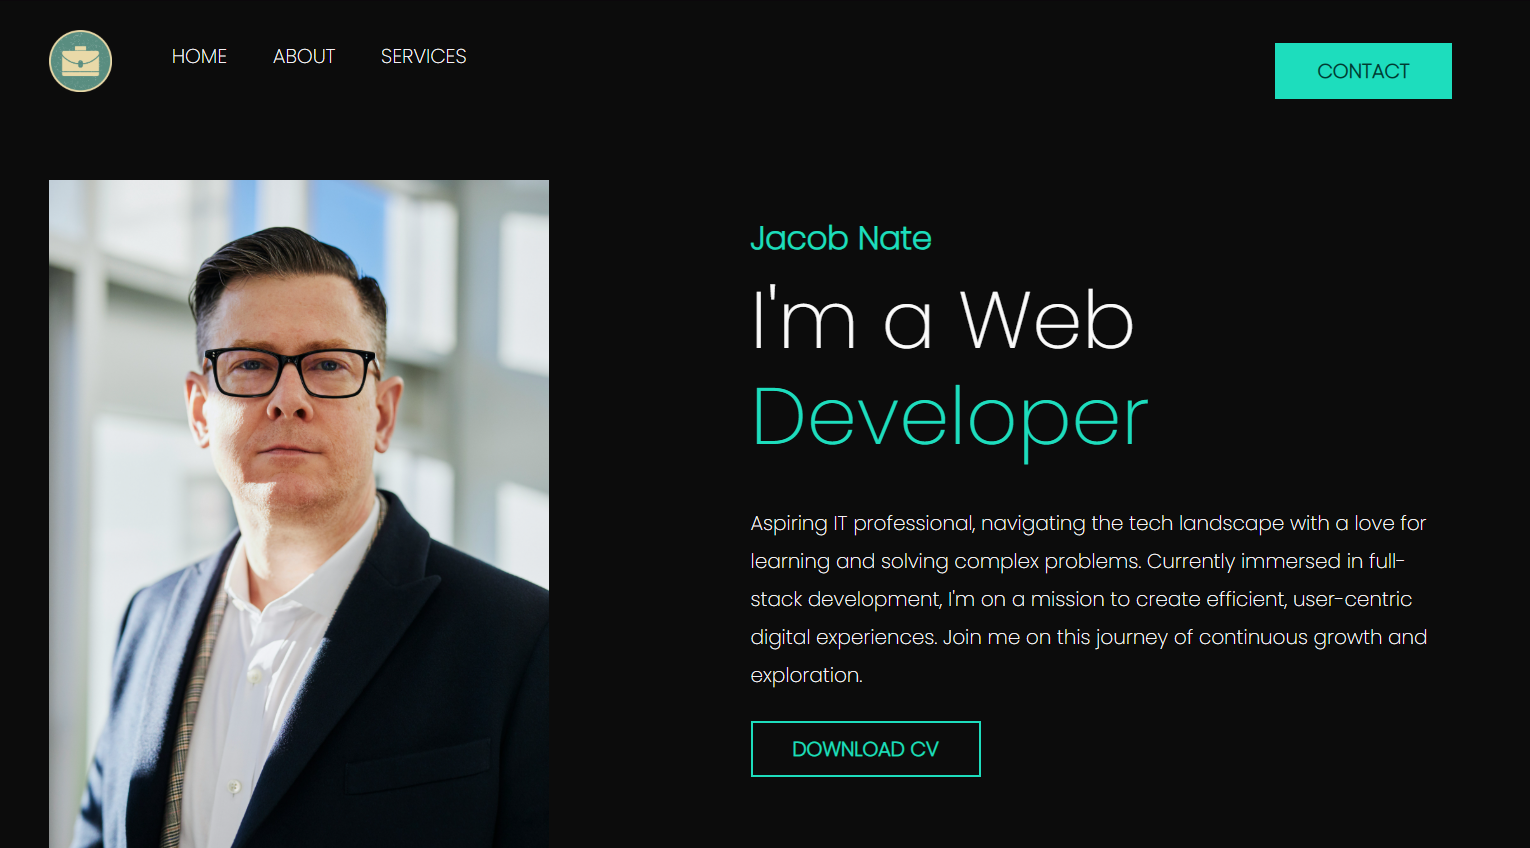 HOME ABOUT SERVICES CONTACT
Jacob Nate
I'm a Web
Developer
Aspiring IT professional, navigating the tech landscape with a love for
learning and solving complex problems. Currently immersed in full-
stack development, I'm on a mission to create efficient, user-centric
digital experiences. Join me on this journey of continuous growth and
exploration.
DOWNLOAD CV